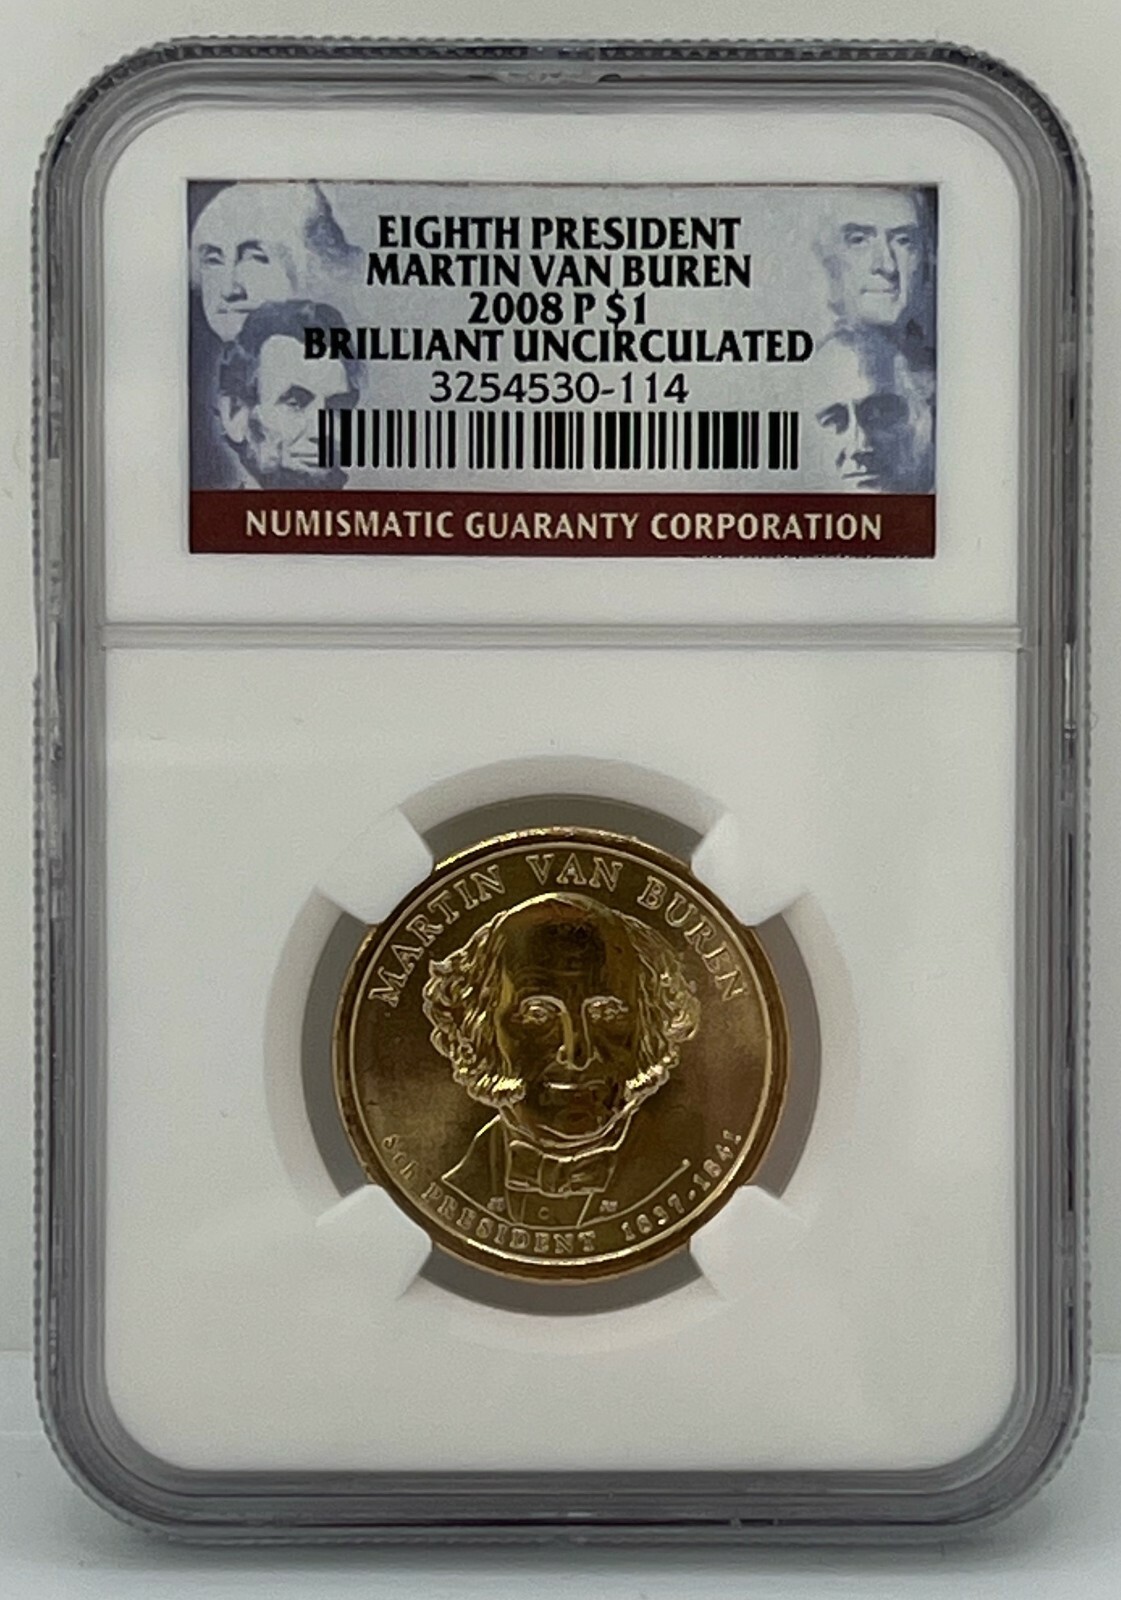 EIGHTH PRESIDENT
MARTIN VAN BUREN
2008 P $1
BRILLIANT UNCIRCULATED
3254530-114
NUMISMATIC GUARANTY CORPORATION
MARTIN VAN BUREN
8th PRESIDENT 1837-1841